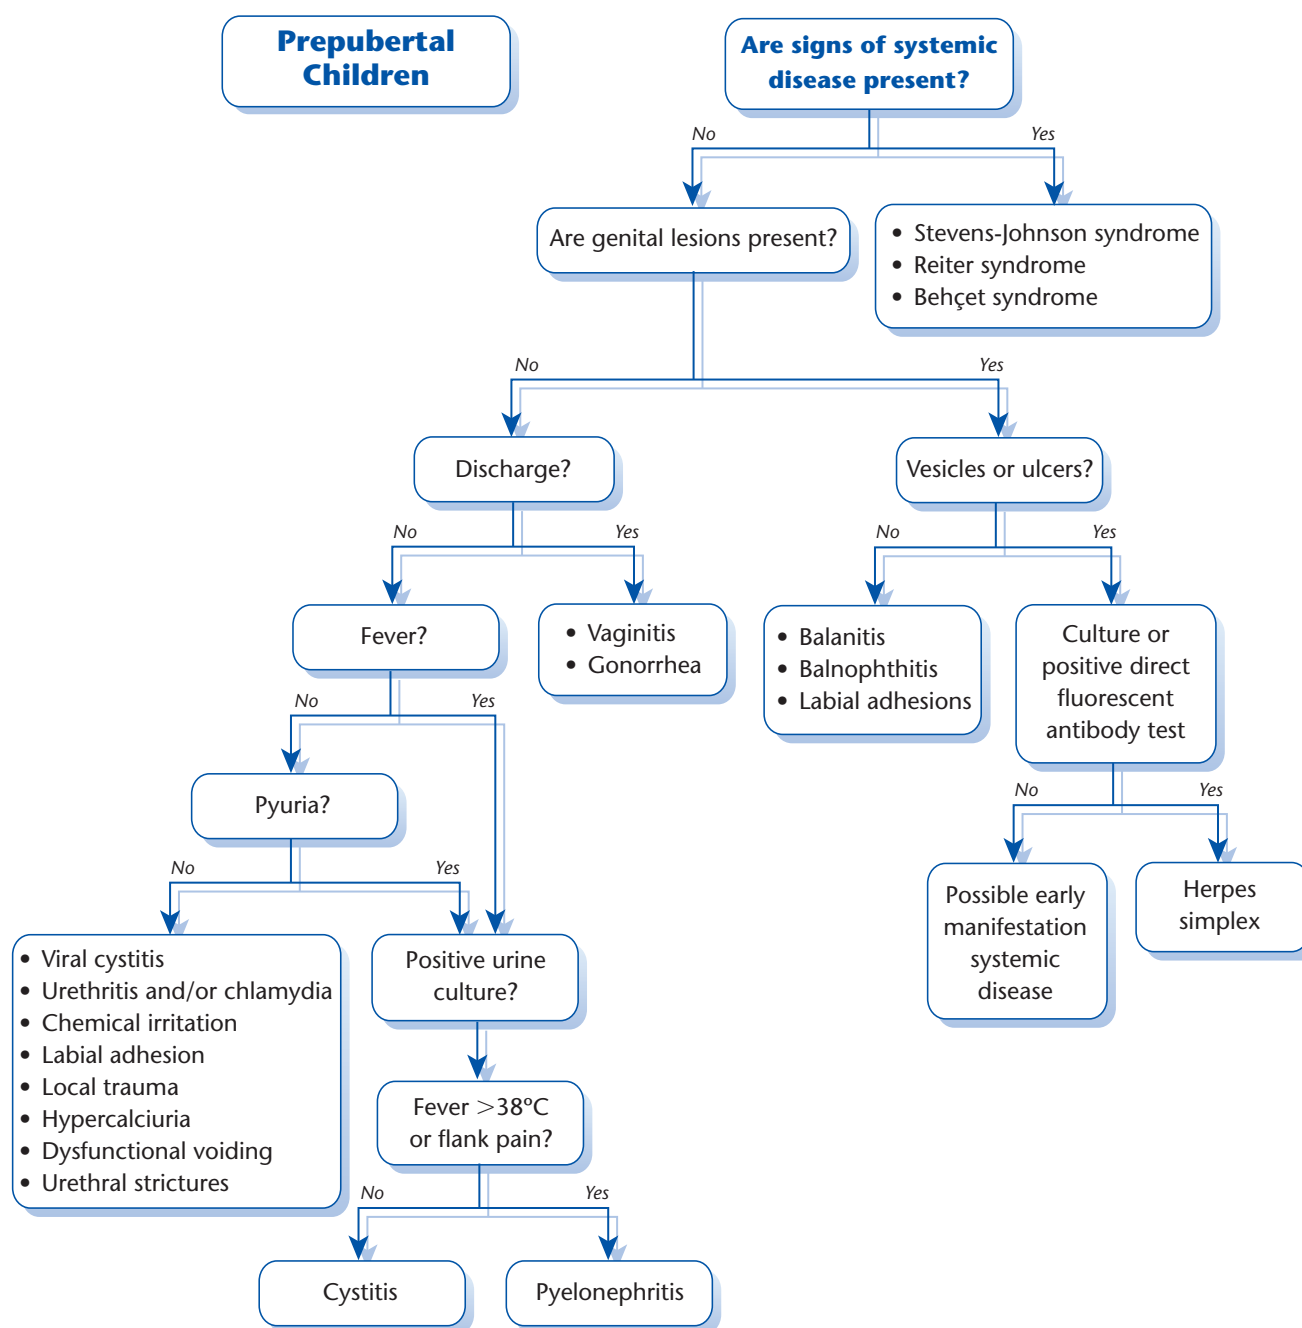 Prepubertal
Children
Are signs of systemic
disease present?
No
Yes
Are genital lesions present?
• Stevens-Johnson syndrome
• Reiter syndrome
• Behçet syndrome
No
Yes
Discharge?
Vesicles or ulcers?
No
Yes
No
Yes
Fever?
• Vaginitis
• Gonorrhea
• Balanitis
• Balnophthitis
• Labial adhesions
Culture or
positive direct
fluorescent
antibody test
No
Yes
No
Yes
Pyuria?
No
Yes
Possible early
manifestation
systemic
disease
Herpes
simplex
• Viral cystitis
• Urethritis and/or chlamydia
• Chemical irritation
• Labial adhesion
• Local trauma
• Hypercalciuria
• Dysfunctional voiding
• Urethral strictures
Positive urine
culture?
Fever >38ºC
or flank pain?
No
Yes
Cystitis
Pyelonephritis